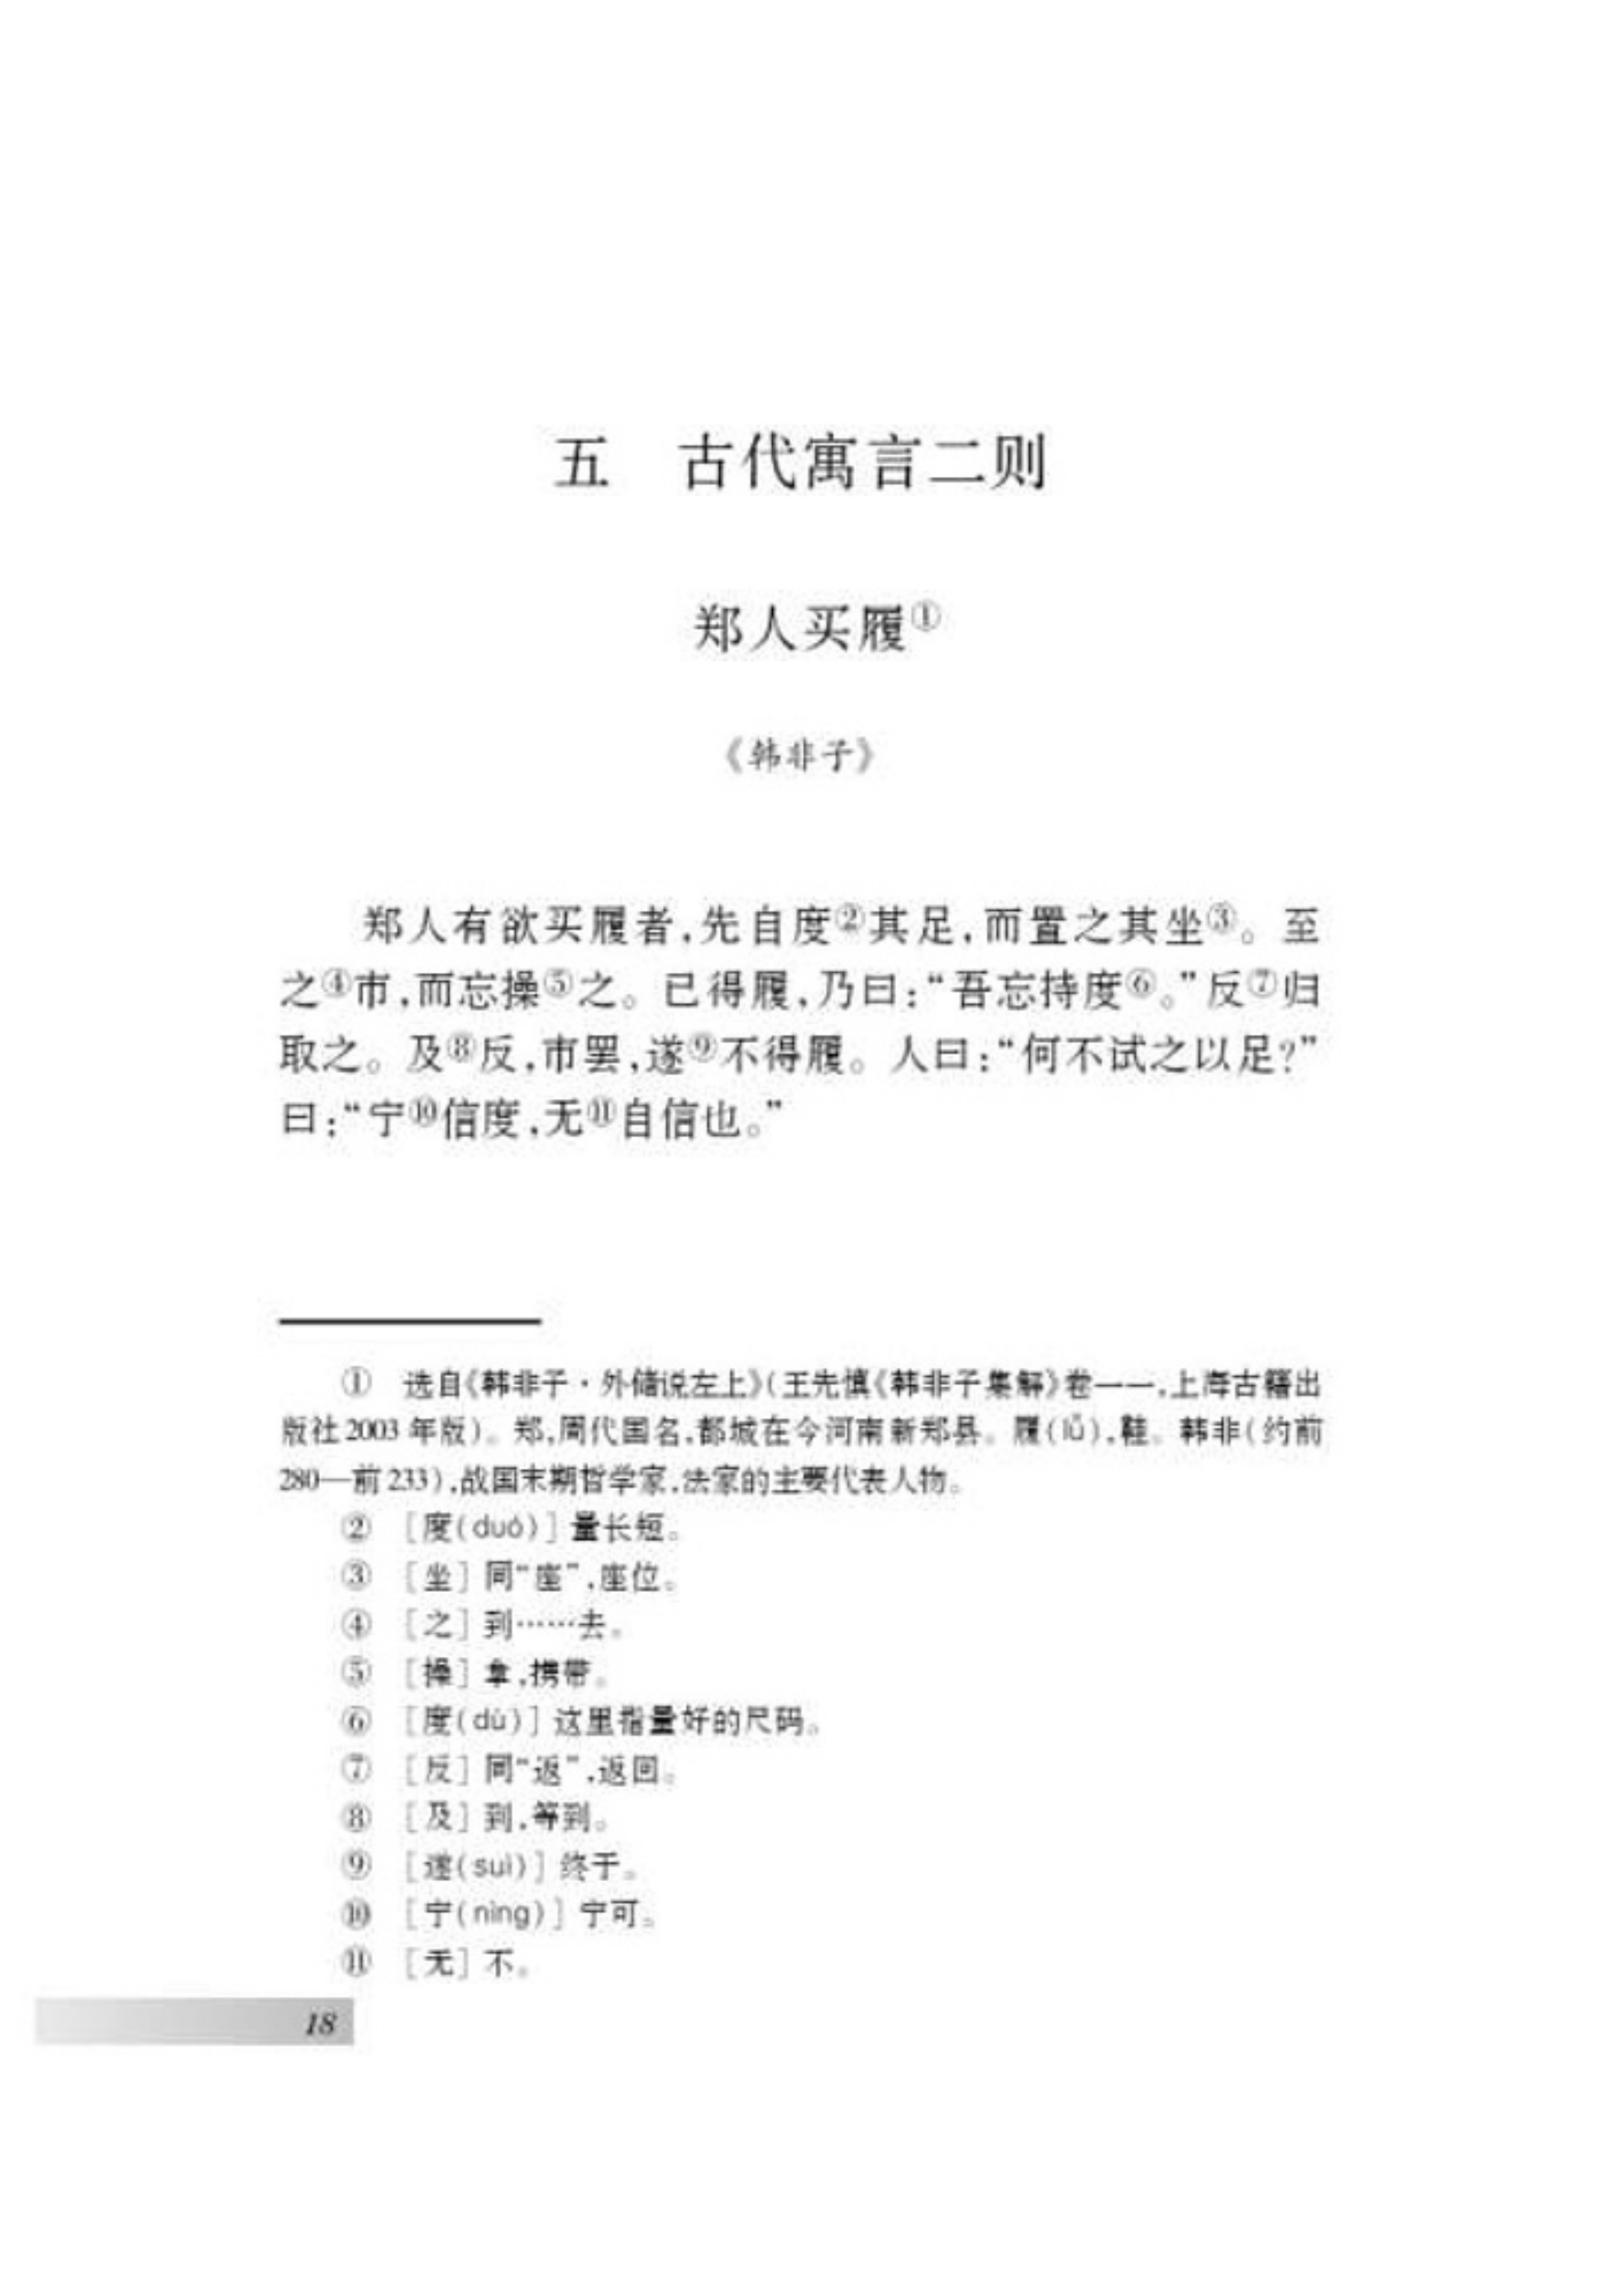 五 古代寓言二则
郑人买履①
《韩非子》
郑人有欲买履者,先自度②其足,而置之其坐③。至
之④市,而忘操⑤之。已得履,乃曰:“吾忘持度⑥。”反⑦归
取之。及⑧反,市罢,遂⑨不得履。人曰:“何不试之以足?”
曰:“宁⑩信度,无⑪自信也。”
① 选自《韩非子·外储说左上》(王先慎《韩非子集解》卷一一,上海古籍出
版社2003年版)。郑,周代国名,都城在今河南新郑县。履(lǚ),鞋。韩非(约前
280—前233),战国末期哲学家,法家的主要代表人物。
② [度(duó)] 量长短。
③ [坐] 同“座”,座位。
④ [之] 到……去。
⑤ [操] 拿,携带。
⑥ [度(dù)] 这里指量好的尺码。
⑦ [反] 同“返”,返回。
⑧ [及] 到,等到。
⑨ [遂(suì)] 终于。
⑩ [宁(nìng)] 宁可。
⑪ [无] 不。
18